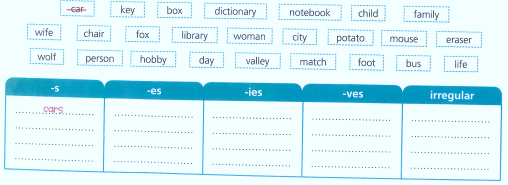 car key box dictionary notebook child family
wife chair fox library woman city potato mouse eraser
wolf person hobby day valley match foot bus life
-s -es -ies -ves irregular
cars